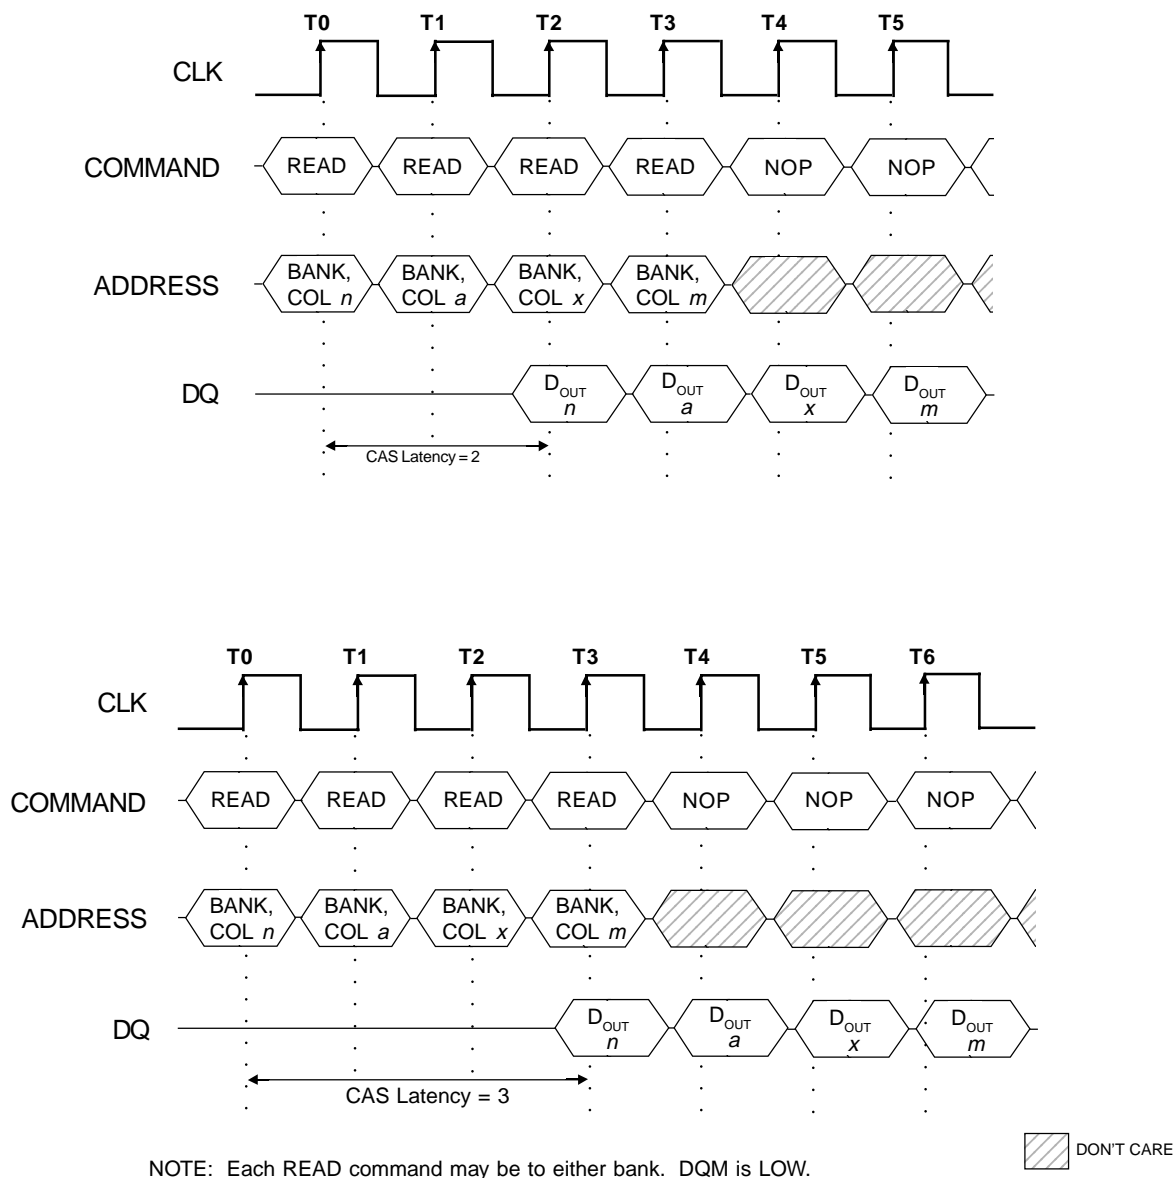 T0 T1 T2 T3 T4 T5
CLK
COMMAND READ READ READ READ NOP NOP
ADDRESS BANK, COL n BANK, COL a BANK, COL x BANK, COL m
DQ DOUT n DOUT a DOUT x DOUT m
CAS Latency = 2
T0 T1 T2 T3 T4 T5 T6
CLK
COMMAND READ READ READ READ NOP NOP NOP
ADDRESS BANK, COL n BANK, COL a BANK, COL x BANK, COL m
DQ DOUT n DOUT a DOUT x DOUT m
CAS Latency = 3
DON'T CARE
NOTE: Each READ command may be to either bank. DQM is LOW.